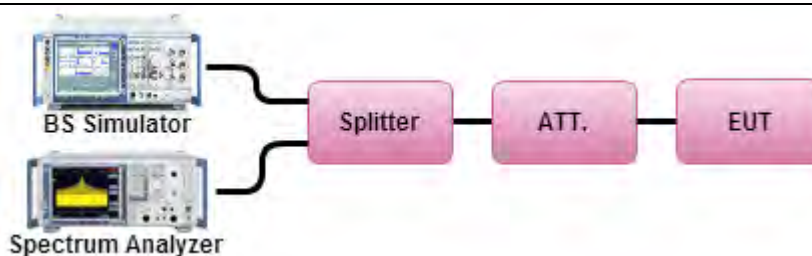 BS Simulator
Splitter
ATT.
EUT
Spectrum Analyzer